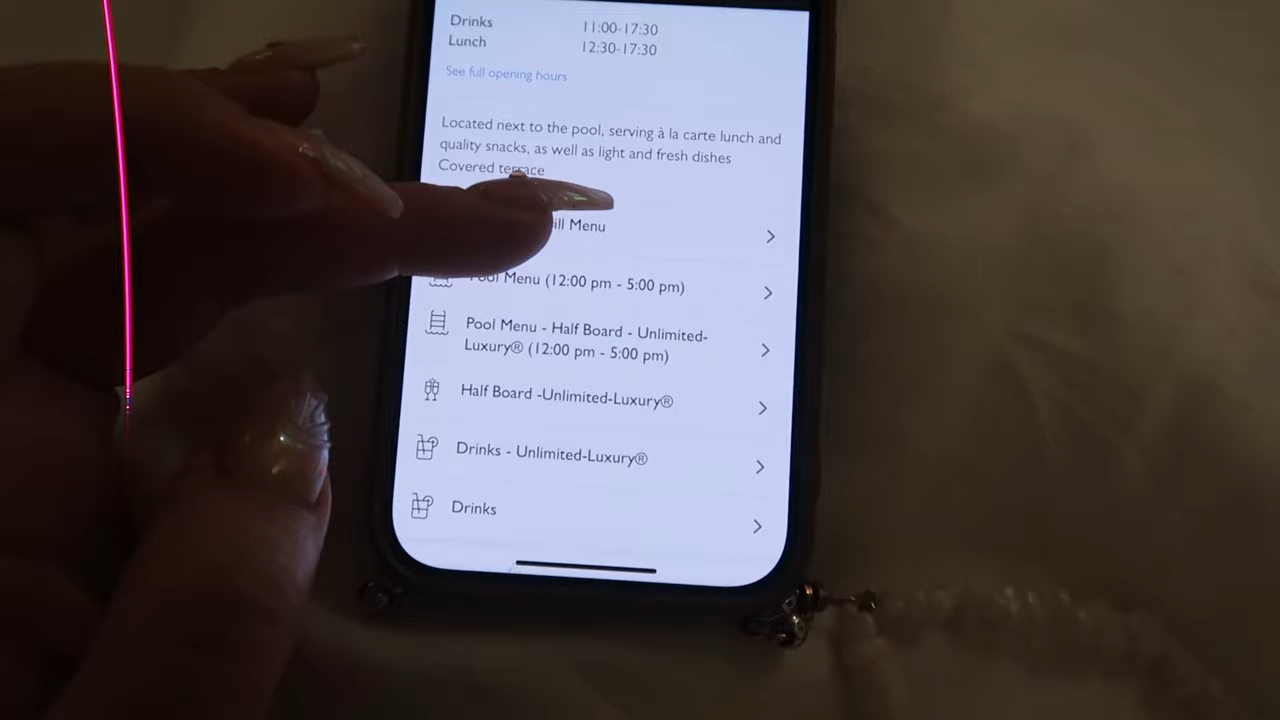 Drinks 11:00-17:30
Lunch 12:30-17:30
See full opening hours
Located next to the pool, serving à la carte lunch and
quality snacks, as well as light and fresh dishes
Covered terrace
Menu
Menu (12:00 pm - 5:00 pm)
Pool Menu - Half Board - Unlimited-
Luxury® (12:00 pm - 5:00 pm)
Half Board -Unlimited-Luxury®
Drinks - Unlimited-Luxury®
Drinks